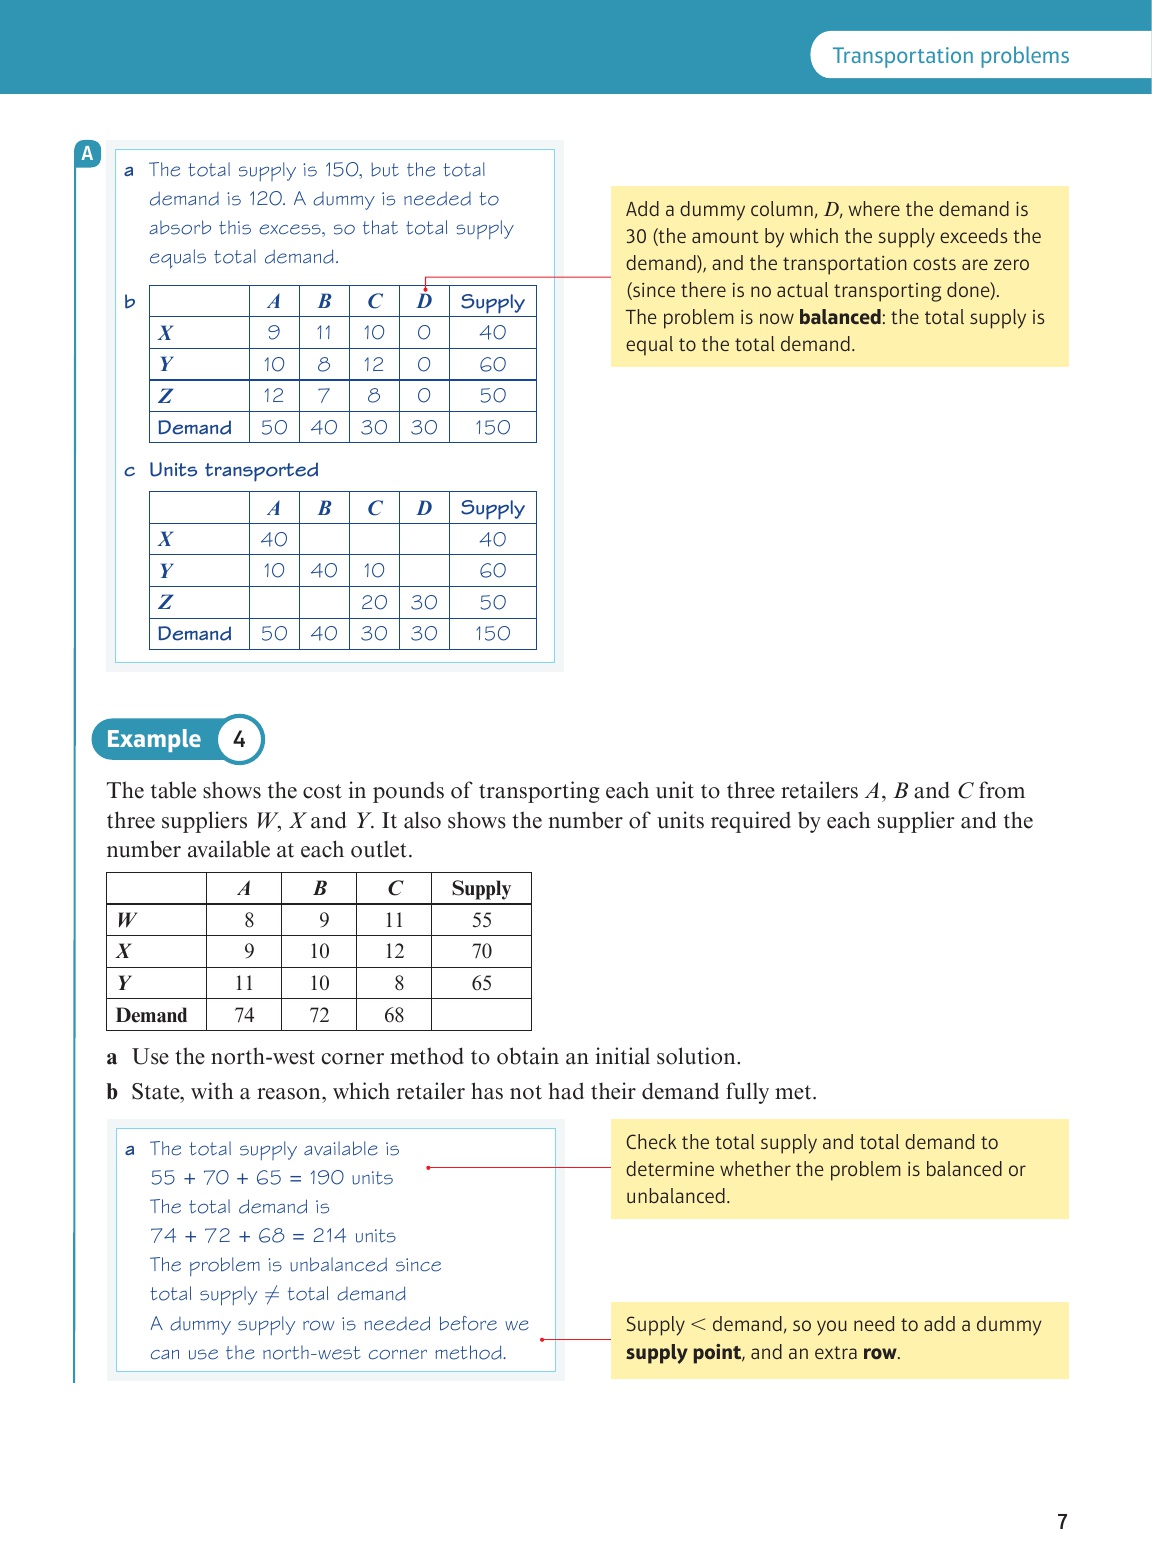 Transportation problems
A
a The total supply is 150, but the total
demand is 120. A dummy is needed to
absorb this excess, so that total supply
equals total demand.
Add a dummy column, D, where the demand is
30 (the amount by which the supply exceeds the
demand), and the transportation costs are zero
(since there is no actual transporting done).
The problem is now balanced: the total supply is
equal to the total demand.
b
A B C D Supply
X 9 11 10 0 40
Y 10 8 12 0 60
Z 12 7 8 0 50
Demand 50 40 30 30 150
c Units transported
A B C D Supply
X 40 40
Y 10 40 10 60
Z 20 30 50
Demand 50 40 30 30 150
Example 4
The table shows the cost in pounds of transporting each unit to three retailers A, B and C from
three suppliers W, X and Y. It also shows the number of units required by each supplier and the
number available at each outlet.
A B C Supply
W 8 9 11 55
X 9 10 12 70
Y 11 10 8 65
Demand 74 72 68
a Use the north-west corner method to obtain an initial solution.
b State, with a reason, which retailer has not had their demand fully met.
a The total supply available is
55 + 70 + 65 = 190 units
The total demand is
74 + 72 + 68 = 214 units
The problem is unbalanced since
total supply ≠ total demand
A dummy supply row is needed before we
can use the north-west corner method.
Check the total supply and total demand to
determine whether the problem is balanced or
unbalanced.
Supply < demand, so you need to add a dummy
supply point, and an extra row.
7